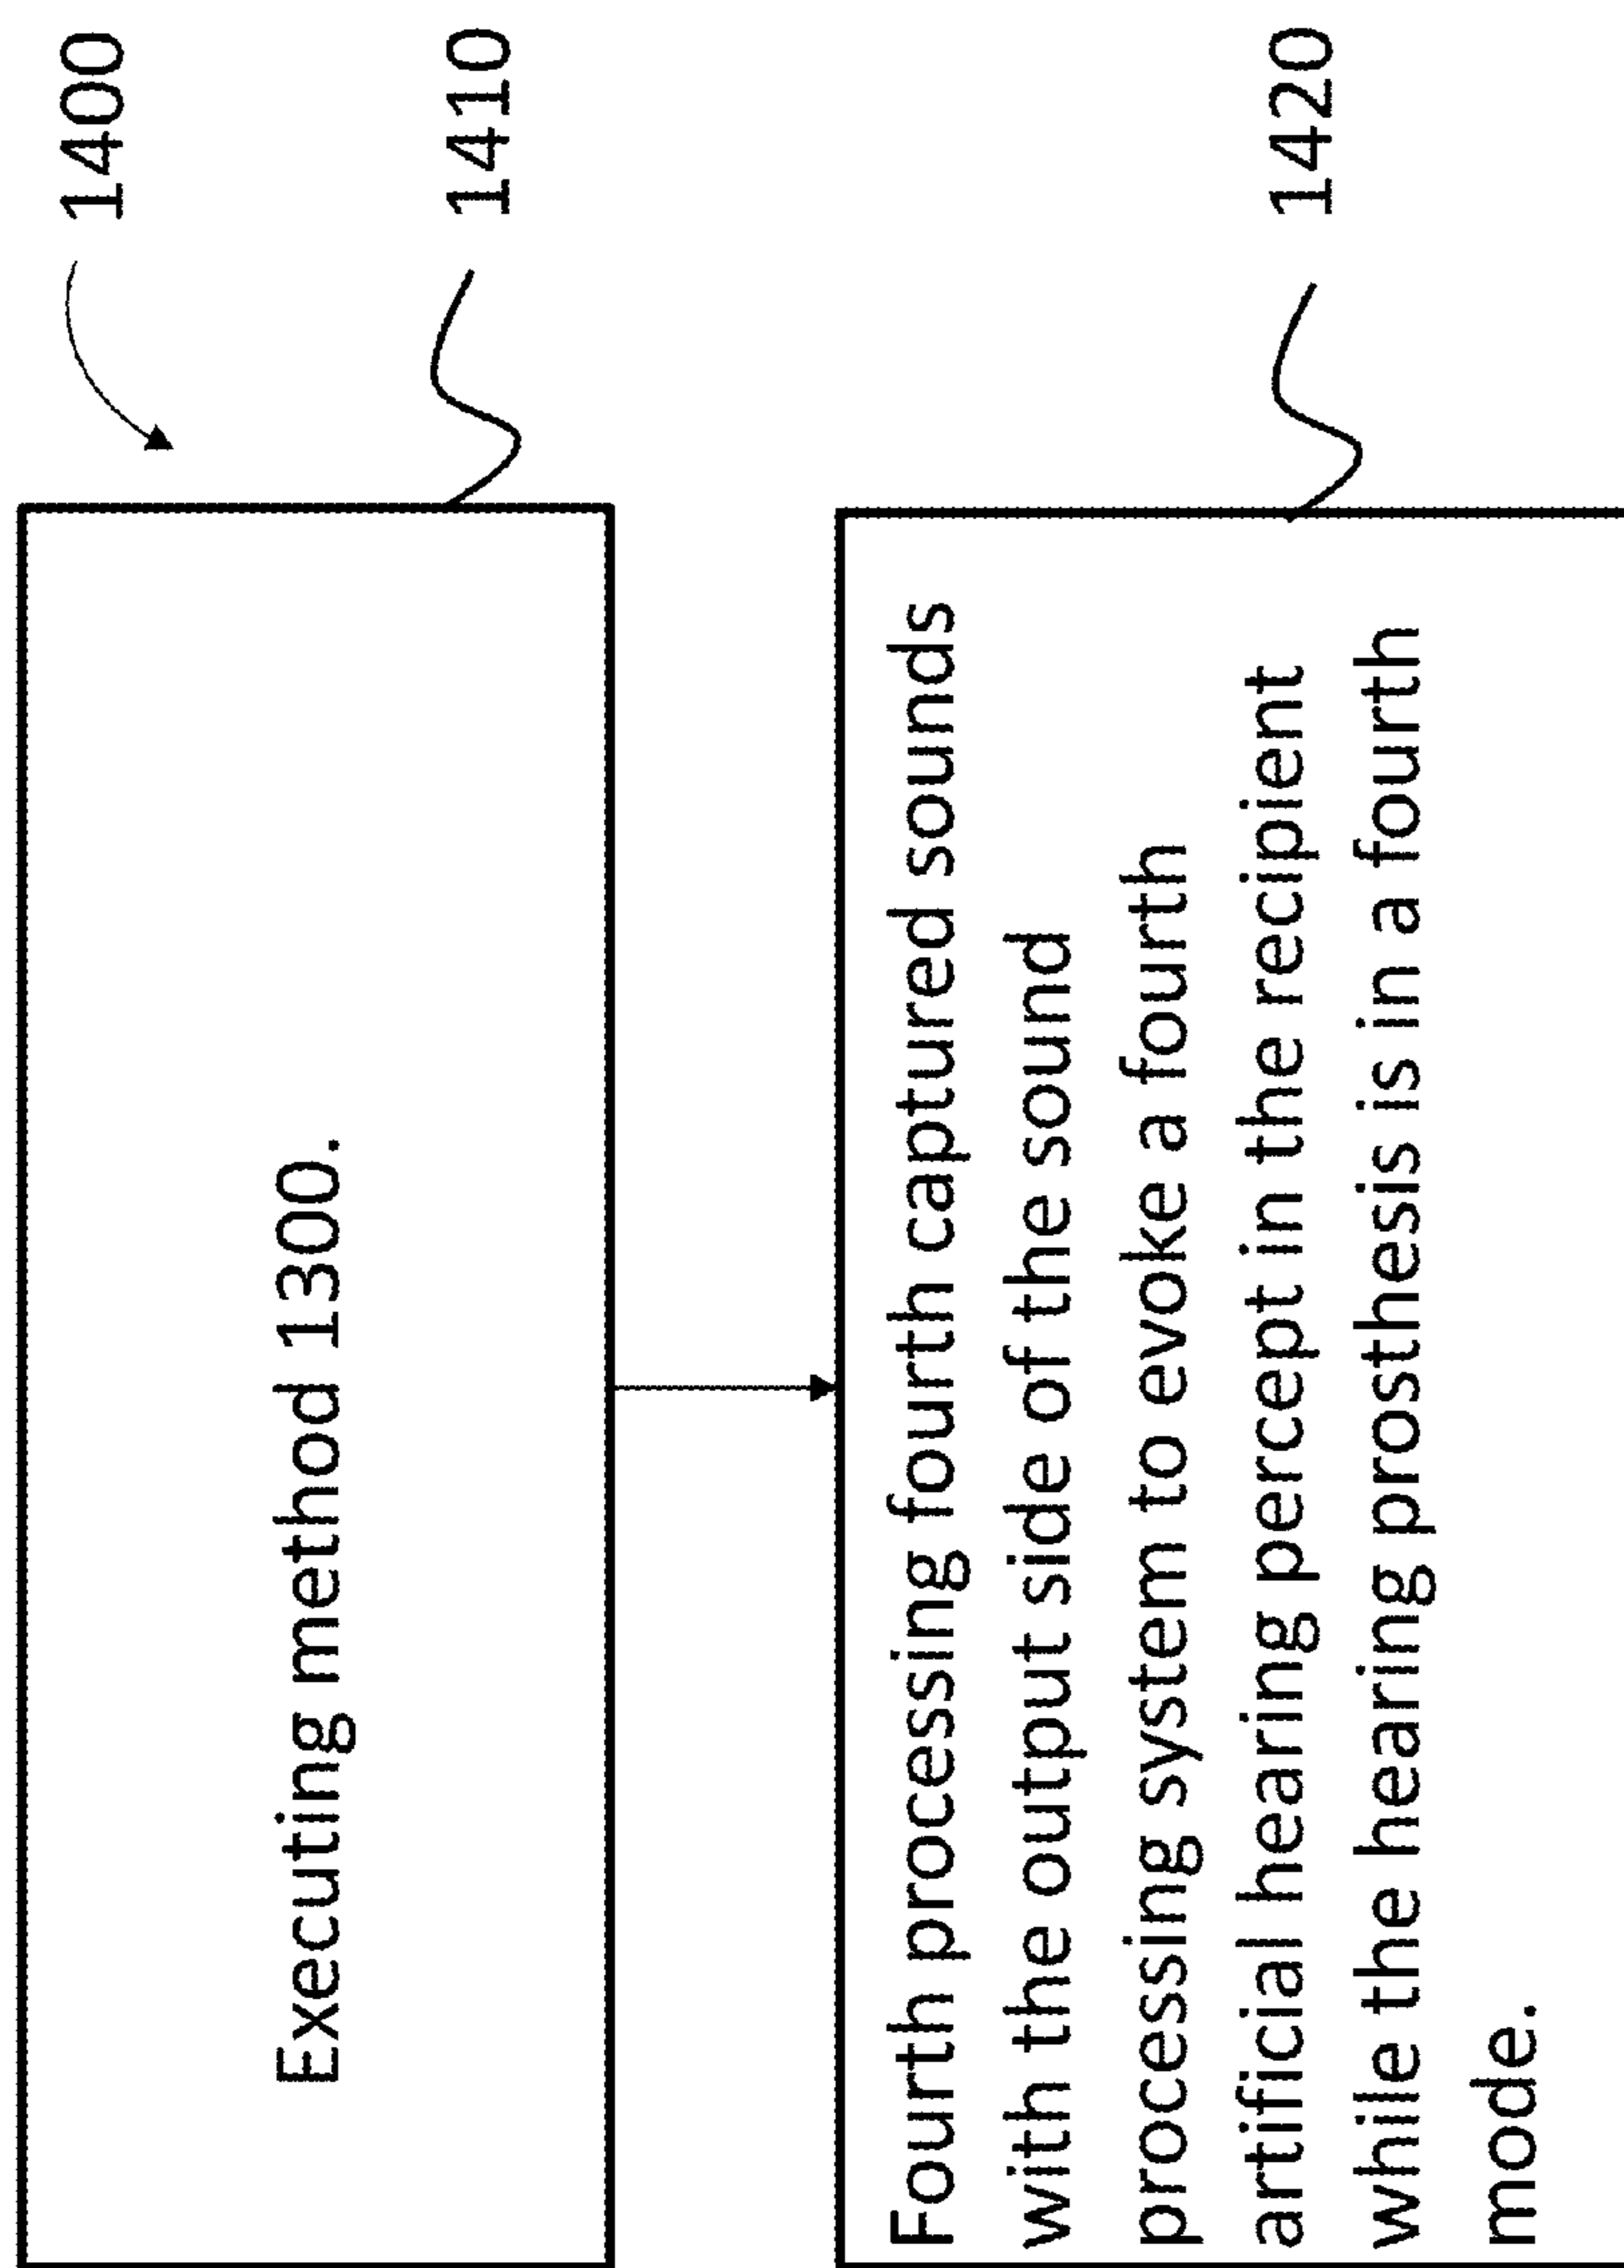 1400
1410
Executing method 1300.
1420
Fourth processing fourth captured sounds
with the output side of the sound
processing system to evoke a fourth
artificial hearing percept in the recipient
while the hearing prosthesis is in a fourth
mode.